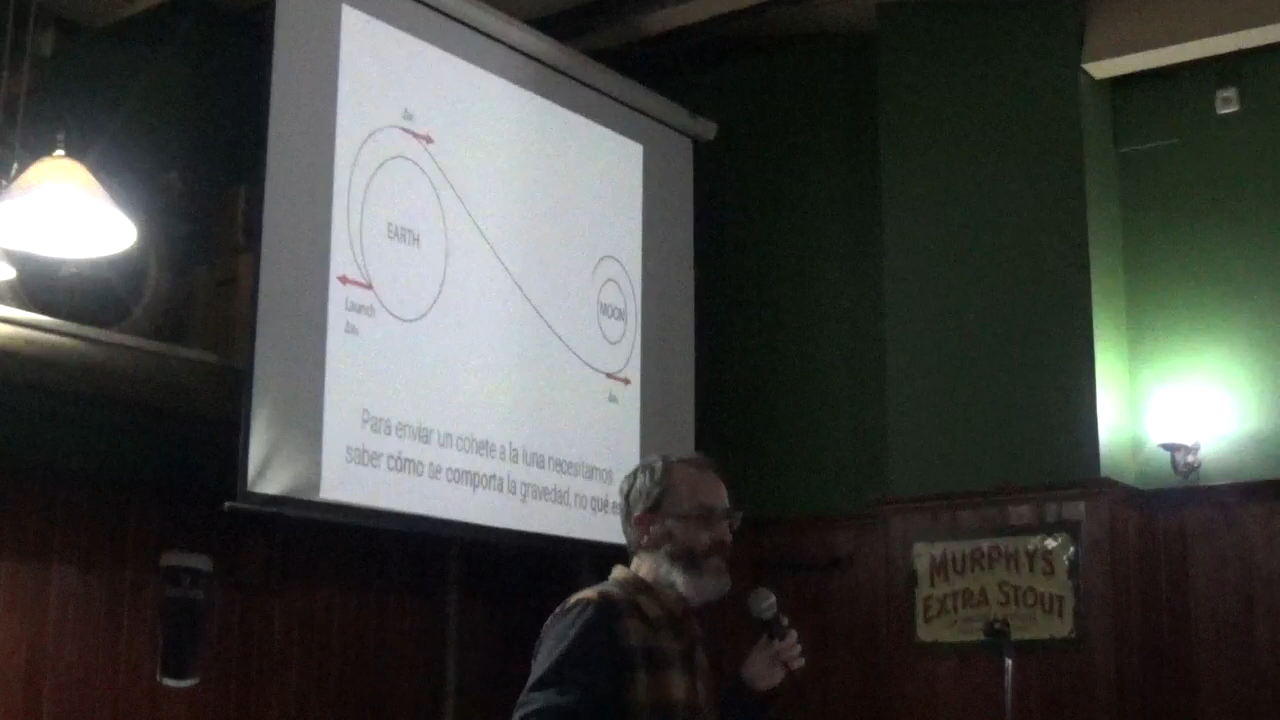 EARTH
MOON
Launch
Para enviar un cohete a la luna necesitamos
saber cómo se comporta la gravedad, no qué es
MURPHYS
EXTRA STOUT